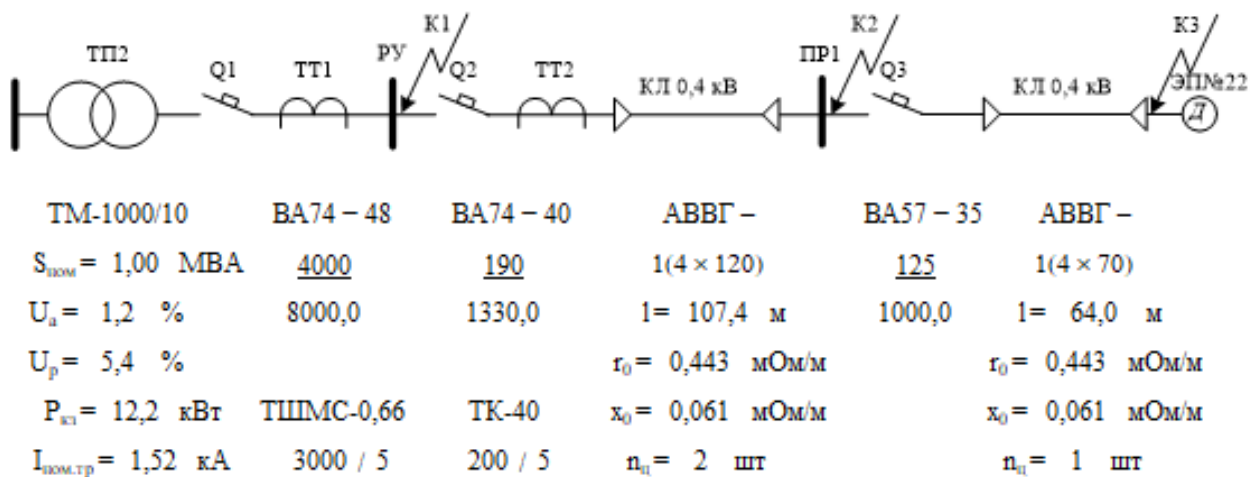 ТП2 Q1 ТТ1 РУ К1 Q2 ТТ2 КЛ 0,4 кВ ПР1 К2 Q3 КЛ 0,4 кВ К3 ЭП№22
Д
ТМ-1000/10 ВА74 – 48 ВА74 – 40 АВВГ – ВА57 – 35 АВВГ –
Sном = 1,00 МВА 4000 190 1(4 × 120) 125 1(4 × 70)
Uа = 1,2 % 8000,0 1330,0 l= 107,4 м 1000,0 l= 64,0 м
Uр = 5,4 % r0 = 0,443 мОм/м r0 = 0,443 мОм/м
Ркз = 12,2 кВт ТШМС-0,66 ТК-40 x0 = 0,061 мОм/м x0 = 0,061 мОм/м
Iном.тр = 1,52 кА 3000 / 5 200 / 5 nц = 2 шт nц = 1 шт